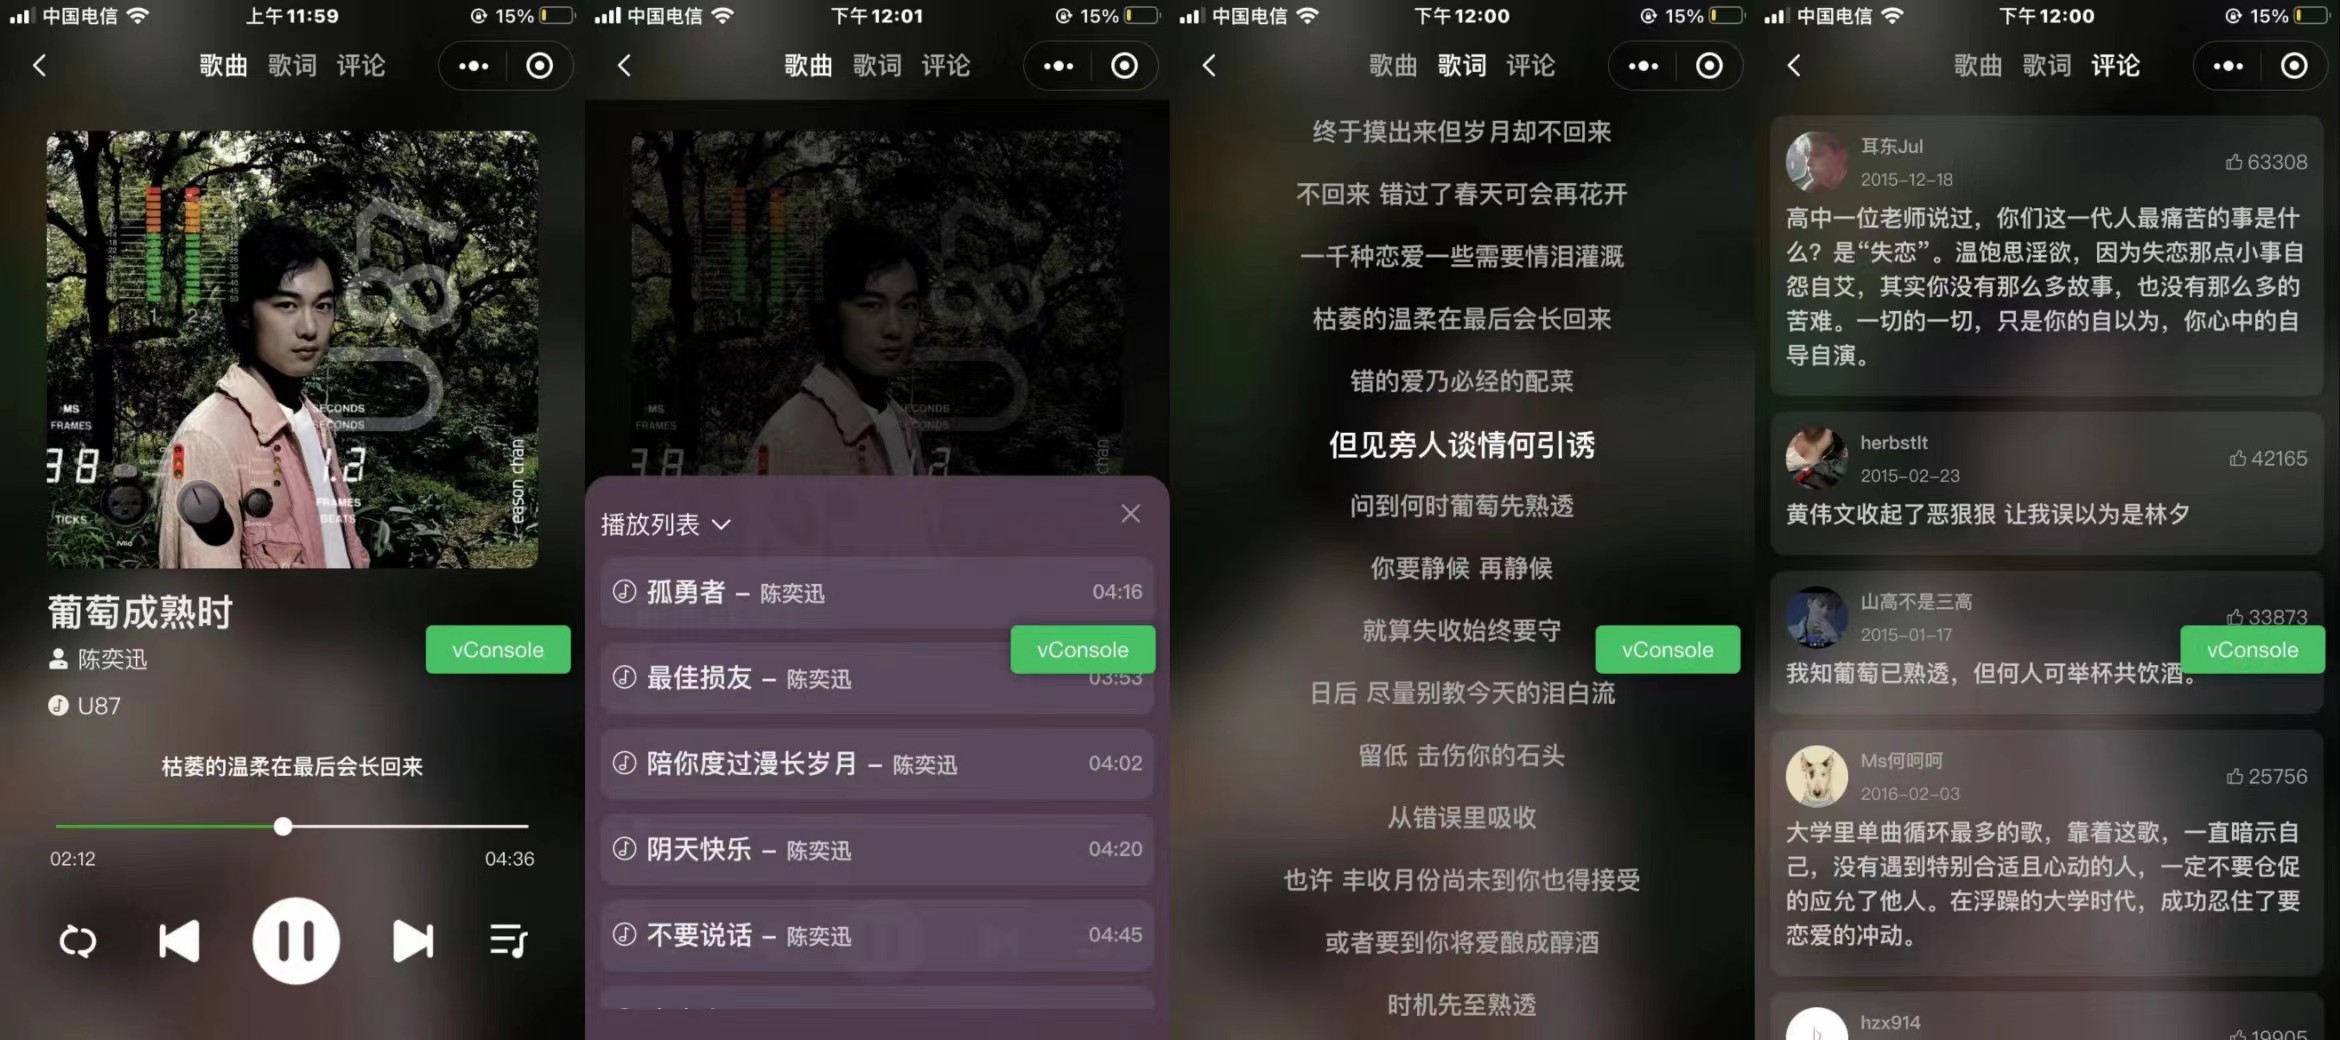 中国电信
上午11:59
15%
歌曲 歌词 评论
1 2
U87
MS
FRAMES
38
TICKS
SECONDS
SECONDS
1.2
FRAMES
BEATS
eason chan
葡萄成熟时
陈奕迅
U87
vConsole
枯萎的温柔在最后会长回来
02:12
04:36
中国电信
下午12:01
15%
歌曲 歌词 评论
MS
FRAMES
SECONDS
SECONDS
播放列表
孤勇者 – 陈奕迅 04:16
vConsole
最佳损友 – 陈奕迅 03:53
陪你度过漫长岁月 – 陈奕迅 04:02
阴天快乐 – 陈奕迅 04:20
不要说话 – 陈奕迅 04:45
中国电信
下午12:00
15%
歌曲 歌词 评论
终于摸出来但岁月却不回来
不回来 错过了春天可会再花开
一千种恋爱一些需要情泪灌溉
枯萎的温柔在最后会长回来
错的爱乃必经的配菜
但见旁人谈情何引诱
问到何时葡萄先熟透
你要静候 再静候
就算失收始终要守
vConsole
日后 尽量别教今天的泪白流
留低 击伤你的石头
从错误里吸收
也许 丰收月份尚未到你也得接受
或者要到你将爱酿成醇酒
时机先至熟透
中国电信
下午12:00
15%
歌曲 歌词 评论
耳东Jul
2015-12-18
63308
高中一位老师说过，你们这一代人最痛苦的事是什
么？是“失恋”。温饱思淫欲，因为失恋那点小事自
怨自艾，其实你没有那么多故事，也没有那么多的
苦难。一切的一切，只是你的自以为，你心中的自
导自演。
herbstlt
2015-02-23
42165
黄伟文收起了恶狠狠 让我误以为是林夕
山高不是三高
2015-01-17
33873
vConsole
我知葡萄已熟透，但何人可举杯共饮酒。
Ms何呵呵
2016-02-03
25756
大学里单曲循环最多的歌，靠着这歌，一直暗示自
己，没有遇到特别合适且心动的人，一定不要仓促
的应允了他人。在浮躁的大学时代，成功忍住了要
恋爱的冲动。
hzx914
19905